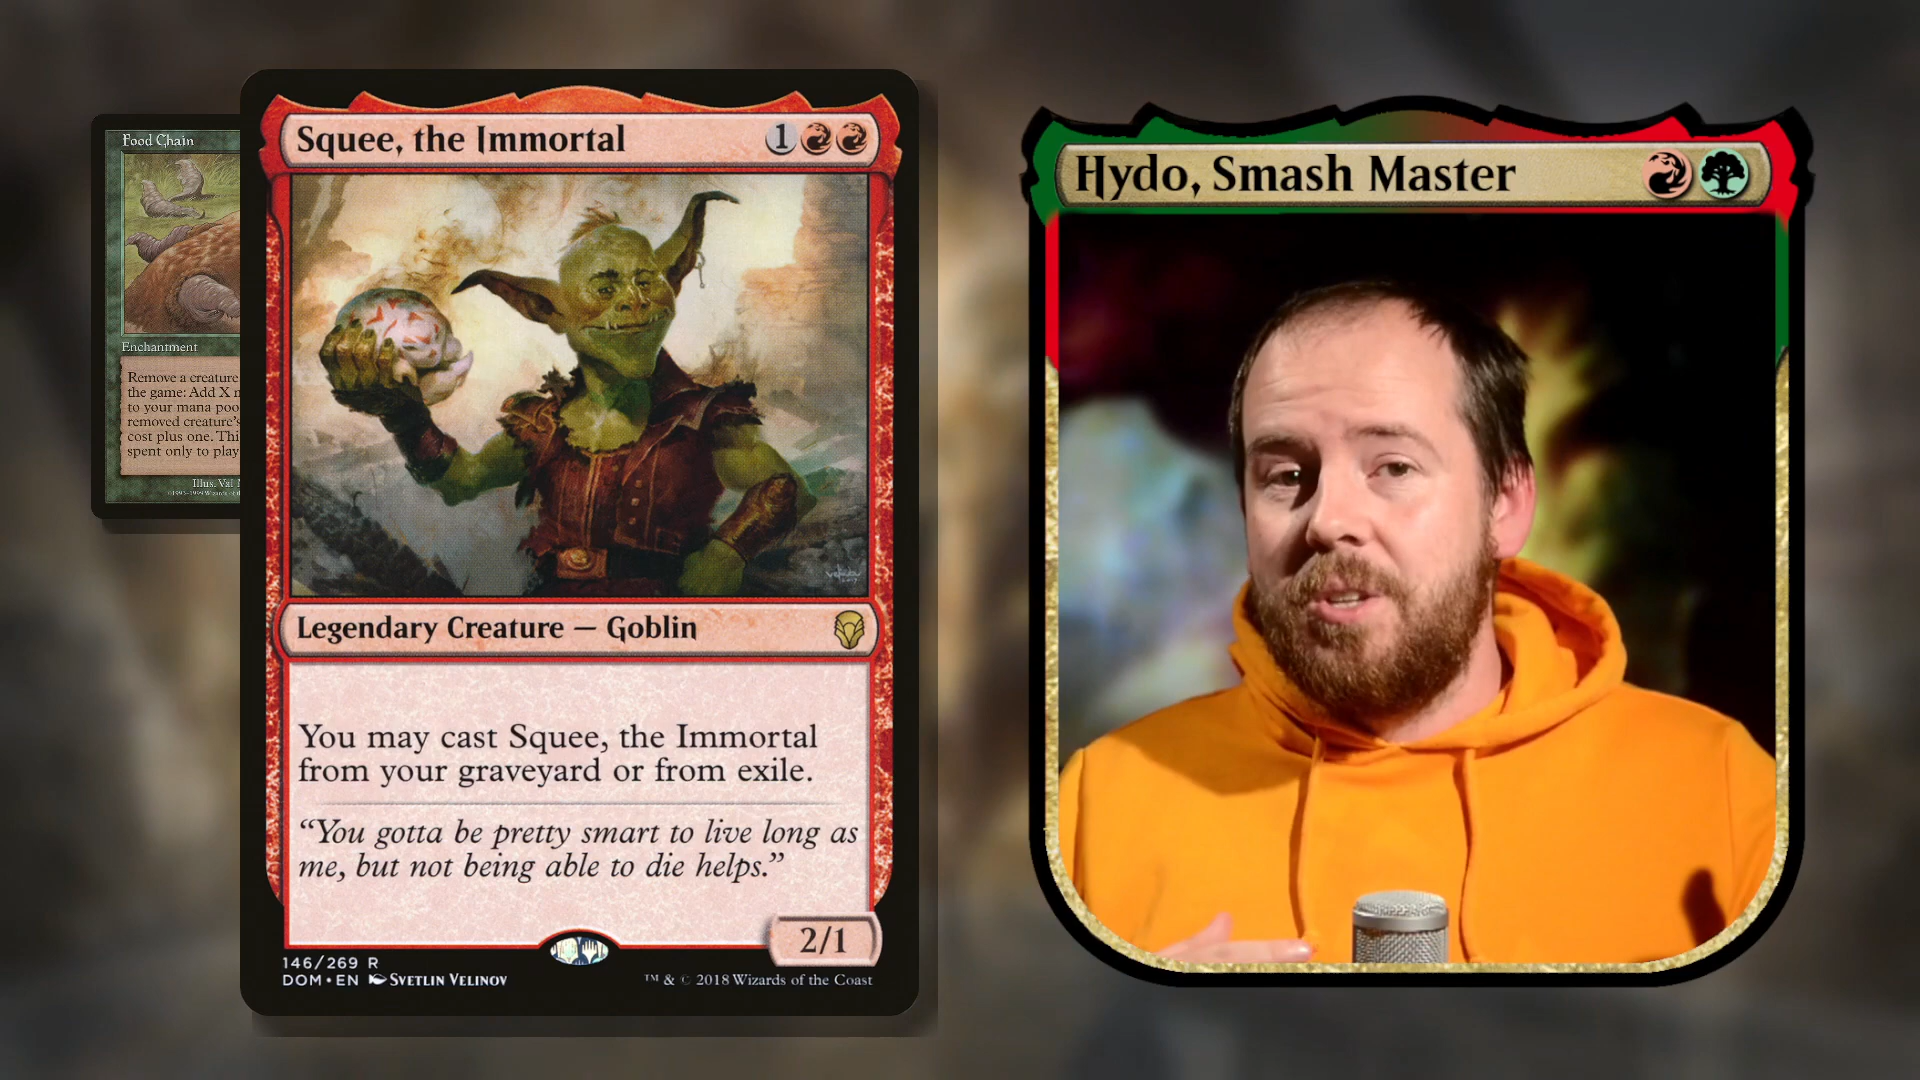 Food Chain
Enchantment
Remove a creature
the game: Add X
to your mana
removed creature's
cost plus one.
spent only to play
Illus. Val
Squee, the Immortal
1
Legendary Creature — Goblin
You may cast Squee, the Immortal
from your graveyard or from exile.
“You gotta be pretty smart to live long as
me, but not being able to die helps.”
2/1
146/269 R
DOM • EN SVETLIN VELINOV
™ & © 2018 Wizards of the Coast
Hydo, Smash Master